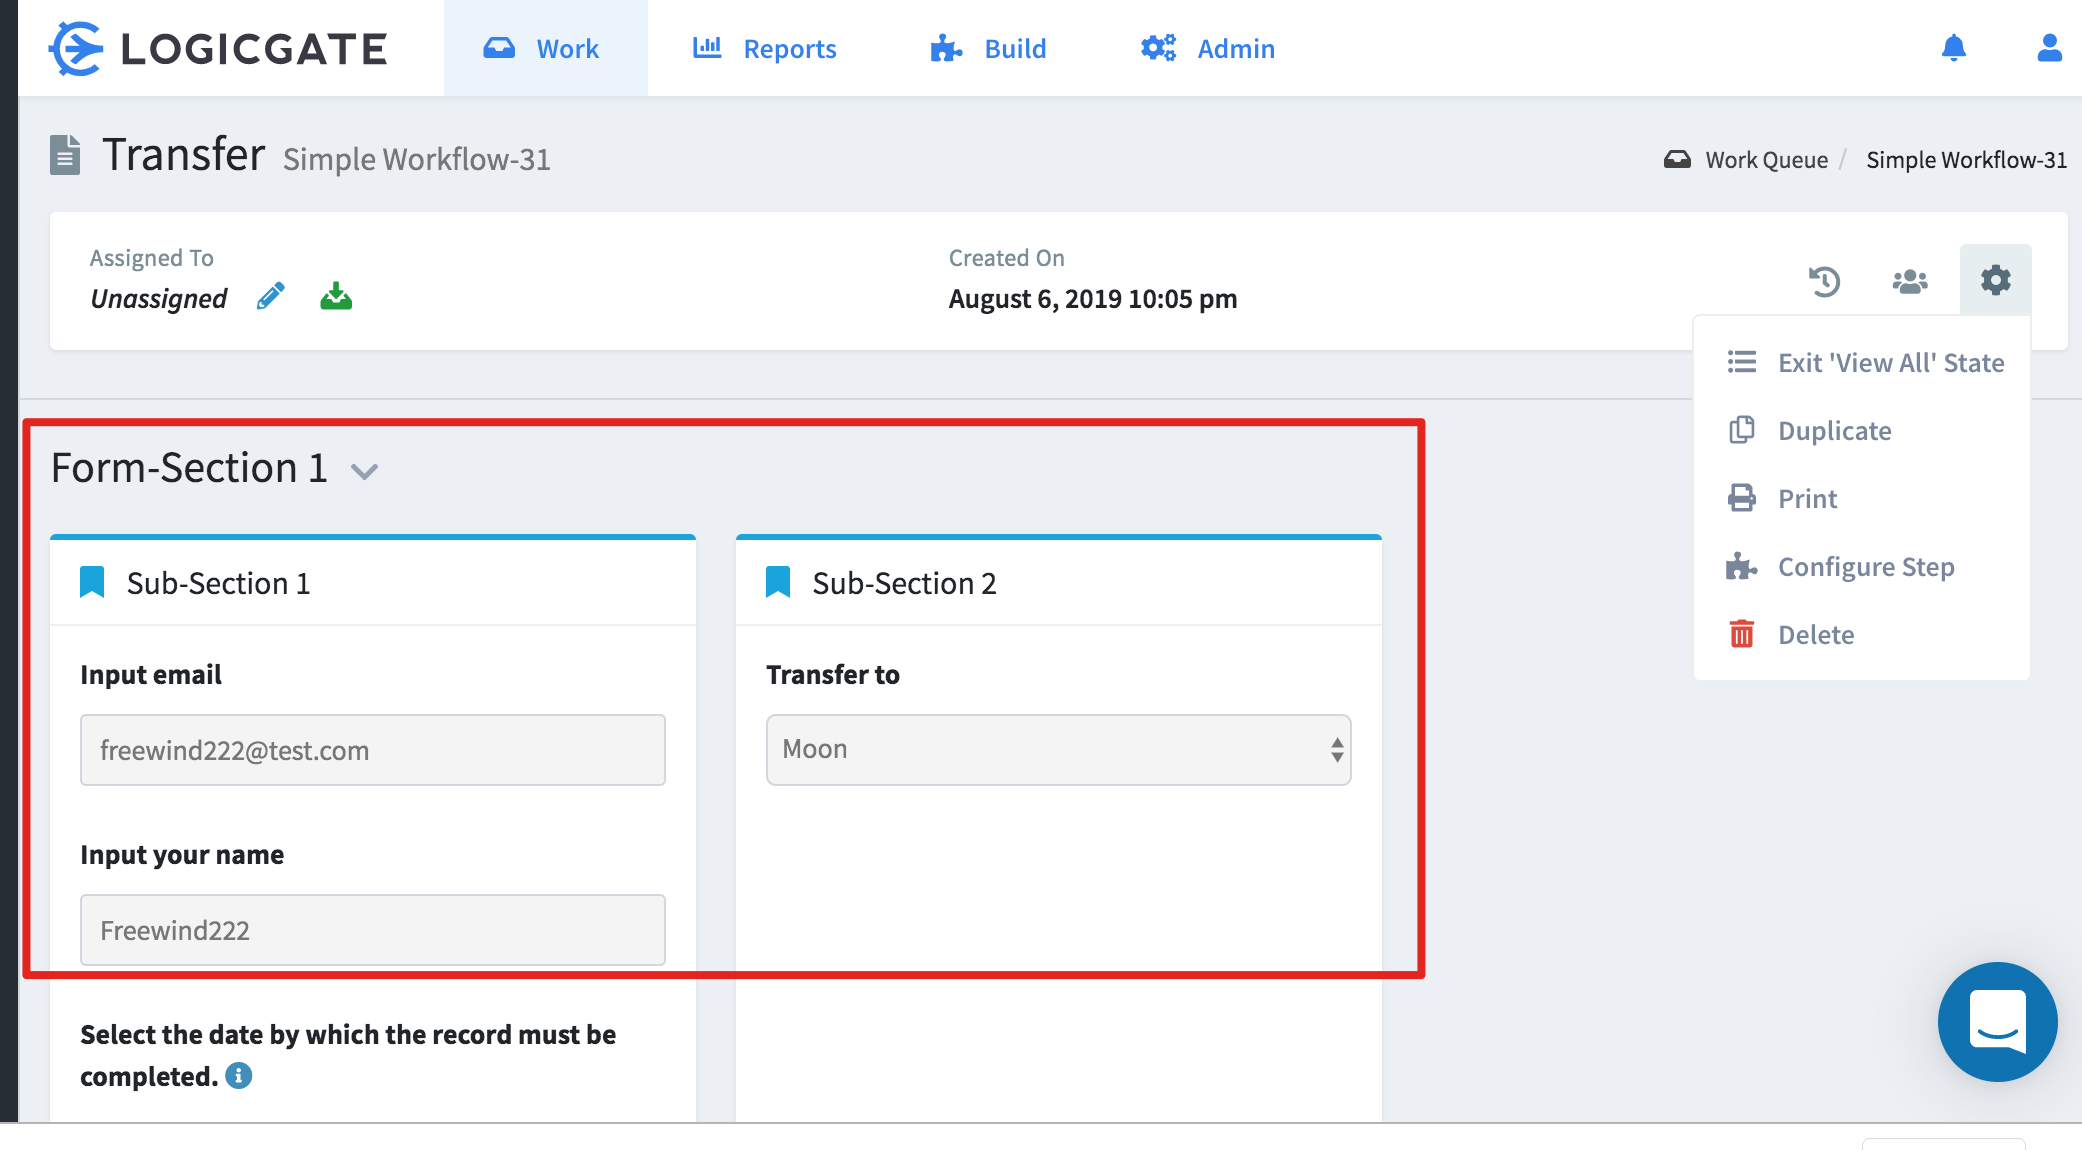 LOGICGATE
Work
Reports
Build
Admin
Transfer Simple Workflow-31
Work Queue / Simple Workflow-31
Assigned To
Unassigned
Created On
August 6, 2019 10:05 pm
Exit 'View All' State
Duplicate
Print
Configure Step
Delete
Form-Section 1
Sub-Section 1
Input email
freewind222@test.com
Input your name
Freewind222
Select the date by which the record must be
completed.
Sub-Section 2
Transfer to
Moon